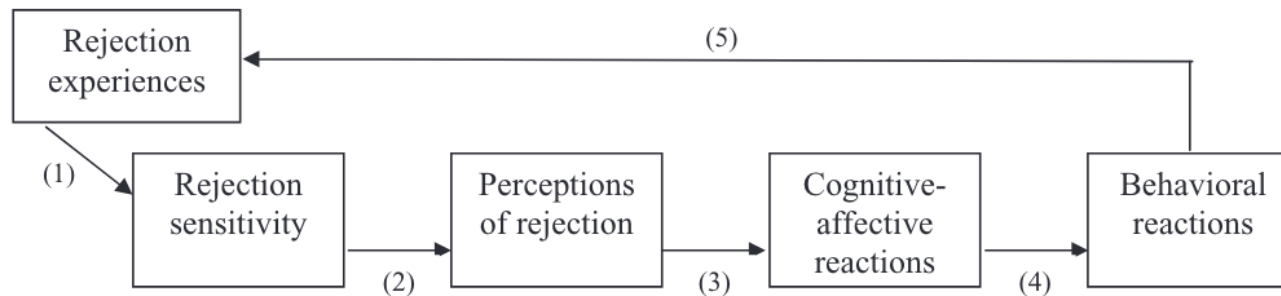 Rejection
experiences
(5)
(1)
Rejection
sensitivity
(2)
Perceptions
of rejection
(3)
Cognitive-
affective
reactions
(4)
Behavioral
reactions